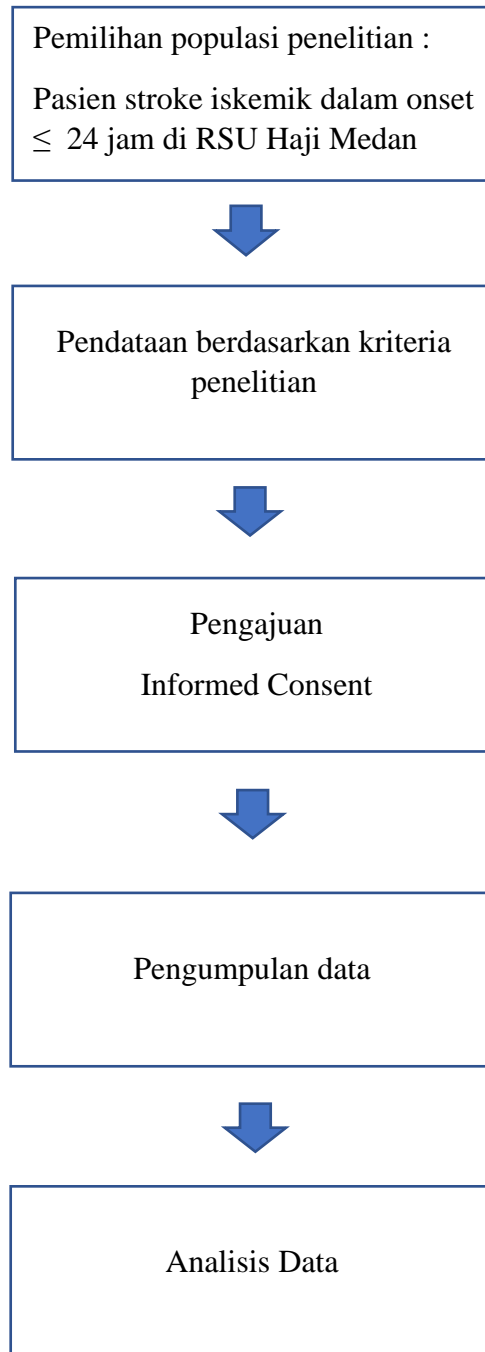 Pemilihan populasi penelitian :
Pasien stroke iskemik dalam onset
≤ 24 jam di RSU Haji Medan
Pendataan berdasarkan kriteria
penelitian
Pengajuan
Informed Consent
Pengumpulan data
Analisis Data